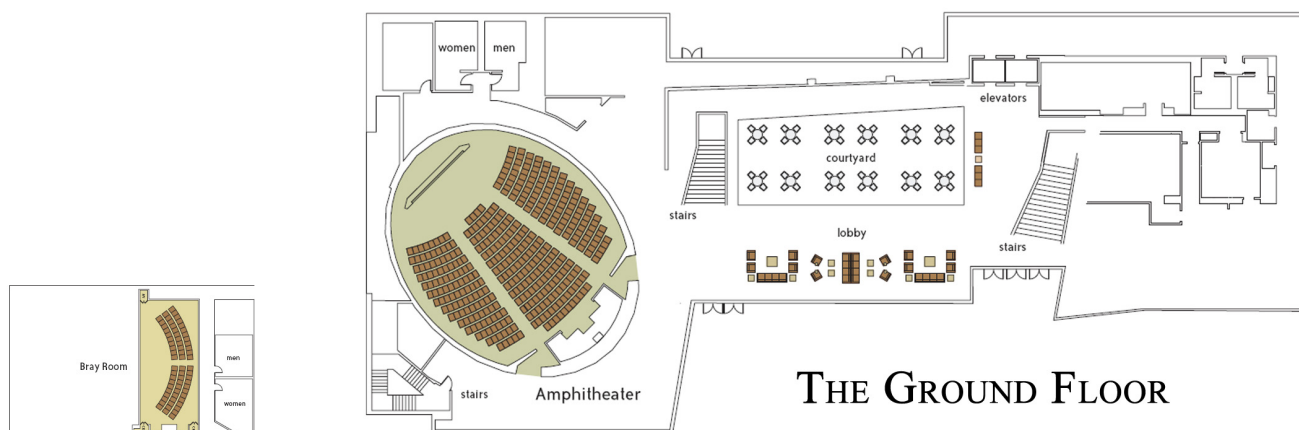 women
men
elevators
courtyard
stairs
lobby
stairs
Bray Room
men
women
stairs
Amphitheater
THE GROUND FLOOR